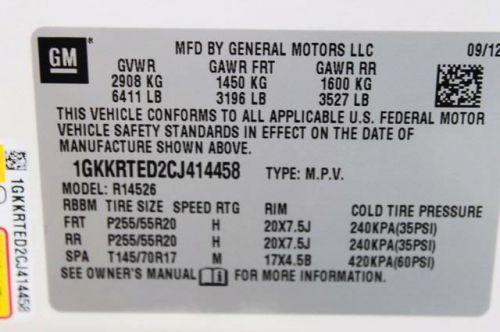 GM
MFD BY GENERAL MOTORS LLC 09/12
GVWR GAWR FRT GAWR RR
2908 KG 1450 KG 1600 KG
6411 LB 3196 LB 3527 LB
THIS VEHICLE CONFORMS TO ALL APPLICABLE U.S. FEDERAL MOTOR
VEHICLE SAFETY STANDARDS IN EFFECT ON THE DATE OF
MANUFACTURE SHOWN ABOVE.
1GKKRTED2CJ414458 TYPE: M.P.V.
MODEL: R14526
RBBM TIRE SIZE SPEED RTG RIM COLD TIRE PRESSURE
FRT P255/55R20 H 20X7.5J 240KPA(35PSI)
RR P255/55R20 H 20X7.5J 240KPA(35PSI)
SPA T145/70R17 M 17X4.5B 420KPA(60PSI)
SEE OWNER'S MANUAL FOR MORE INFORMATION
1GKKRTED2CJ414458